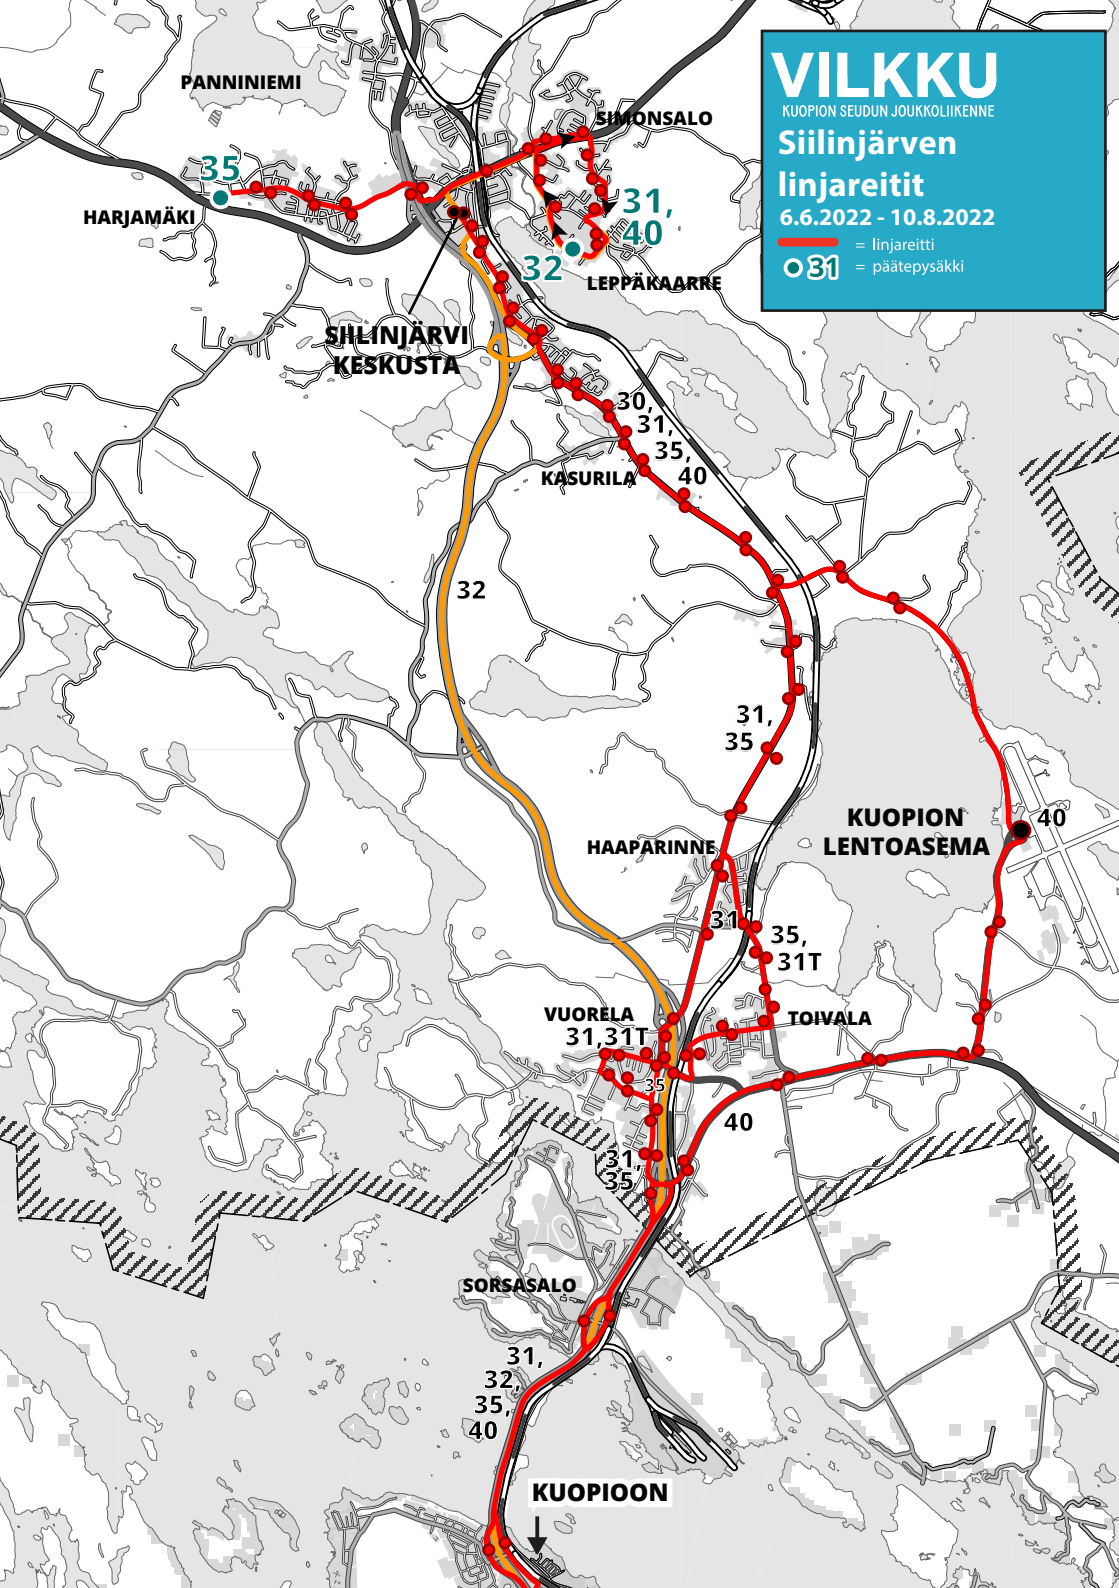 VILKKU
KUOPION SEUDUN JOUKKOLIIKENNE
Siilinjärven
linjareitit
6.6.2022 - 10.8.2022
= linjareitti
31 = päätepysäkki
PANNINIEMI
SIMONSALO
35
HARJAMÄKI
31,
40
32
LEPPÄKAARRE
SIILINJÄRVI
KESKUSTA
30,
31,
35,
40
KASURILA
32
31,
35
KUOPION
LENTOASEMA
40
HAAPARINNE
31
35,
31T
VUORELA
31,31T
TOIVALA
35
40
31,
35
SORSASALO
31,
32,
35,
40
KUOPIOON